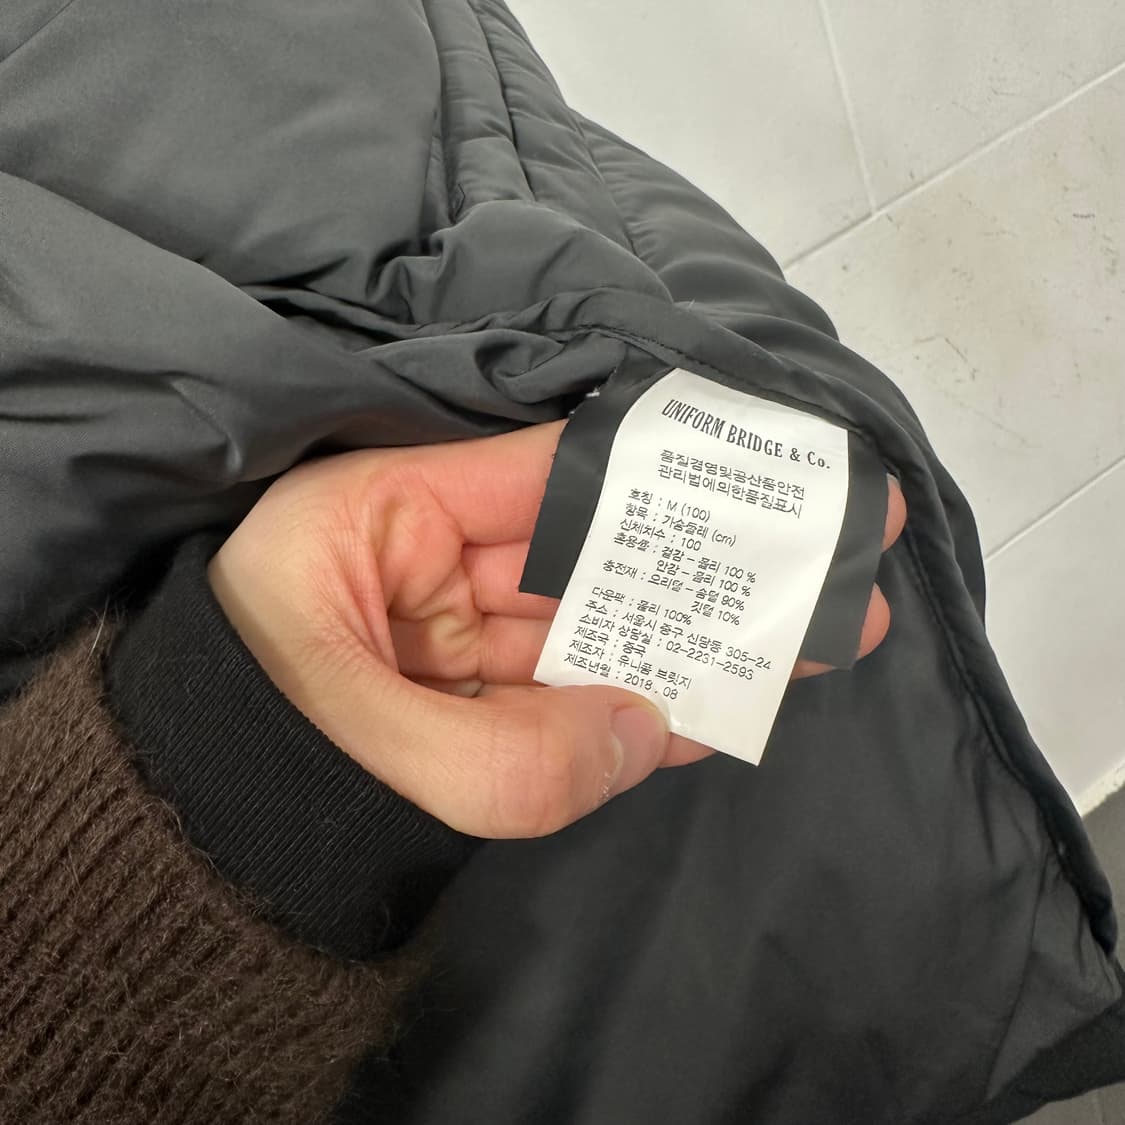 UNIFORM BRIDGE & Co.
품질경영및공산품안전
관리법에의한품질표시
호칭 : M (100)
항목 : 가슴둘레 (cm)
신체치수 : 100
혼용률 : 겉감 - 폴리 100 %
안감 - 폴리 100 %
충전재 : 오리털 - 솜털 90%
깃털 10%
다운팩 : 폴리 100%
주소 : 서울시 중구 신당동 305-24
소비자 상담실 : 02-2231-2593
제조국 : 중국
제조자 : 유니폼 브릿지
제조년월 : 2018 . 08